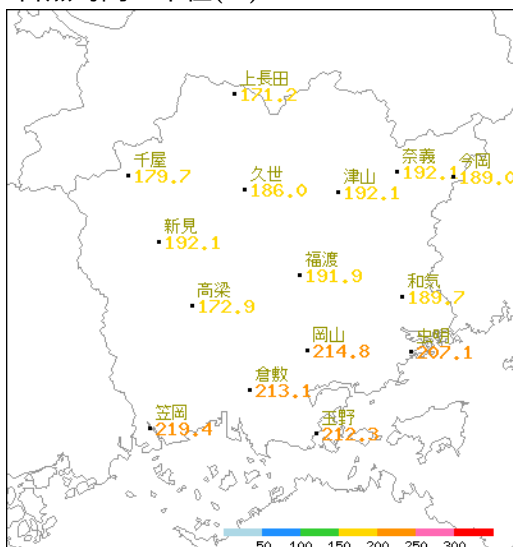 上長田
171.2
千屋
179.7
久世
186.0
津山
192.1
奈義
192.1
今岡
189.0
新見
192.1
福渡
191.9
高梁
172.9
和気
189.7
岡山
214.8
虫明
207.1
倉敷
213.1
笠岡
219.4
玉野
212.3
50 100 150 200 250 300